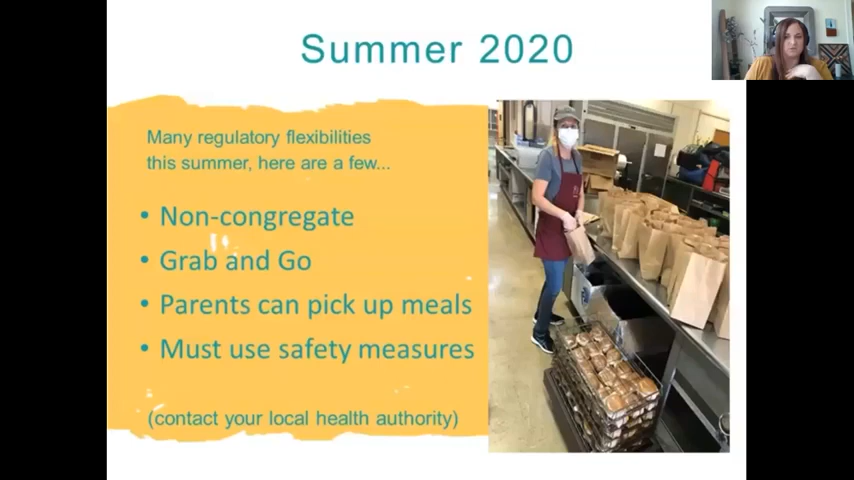 Summer 2020
Many regulatory flexibilities
this summer, here are a few...
• Non-congregate
• Grab and Go
• Parents can pick up meals
• Must use safety measures
(contact your local health authority)